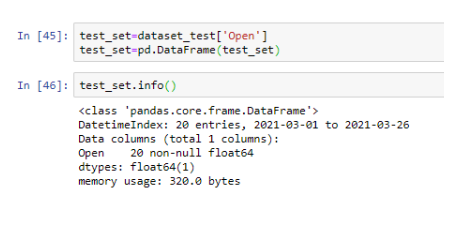 In [45]: test_set=dataset_test['Open']
test_set=pd.DataFrame(test_set)
In [46]: test_set.info()
<class 'pandas.core.frame.DataFrame'>
DatetimeIndex: 20 entries, 2021-03-01 to 2021-03-26
Data columns (total 1 columns):
Open    20 non-null float64
dtypes: float64(1)
memory usage: 320.0 bytes